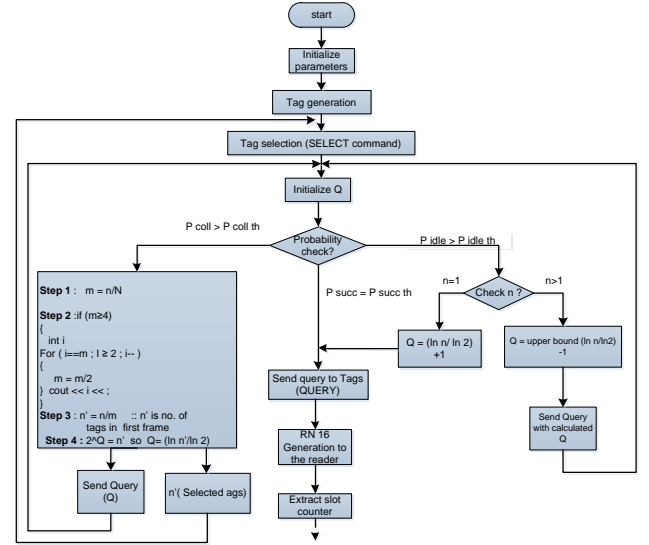 start
Initialize
parameters
Tag generation
Tag selection (SELECT command)
Initialize Q
P coll > P coll th
Probability
check?
P idle > P idle th
P succ = P succ th
n=1
Check n ?
n>1
Q = (ln n/ ln 2)
+1
Q = upper bound (ln n/ln2)
-1
Step 1 : m = n/N
Step 2 :if (m≥4)
{
int i
For ( i==m ; I ≥ 2 ; i-- )
{
m = m/2
} cout << i << ;
}
Step 3 : n' = n/m :: n' is no. of
tags in first frame
Step 4 : 2^Q = n' so Q= (ln n'/ln 2)
Send query to Tags
(QUERY)
Send Query
with calculated
Q
RN 16
Generation to
the reader
Send Query
(Q)
n'( Selected ags)
Extract slot
counter